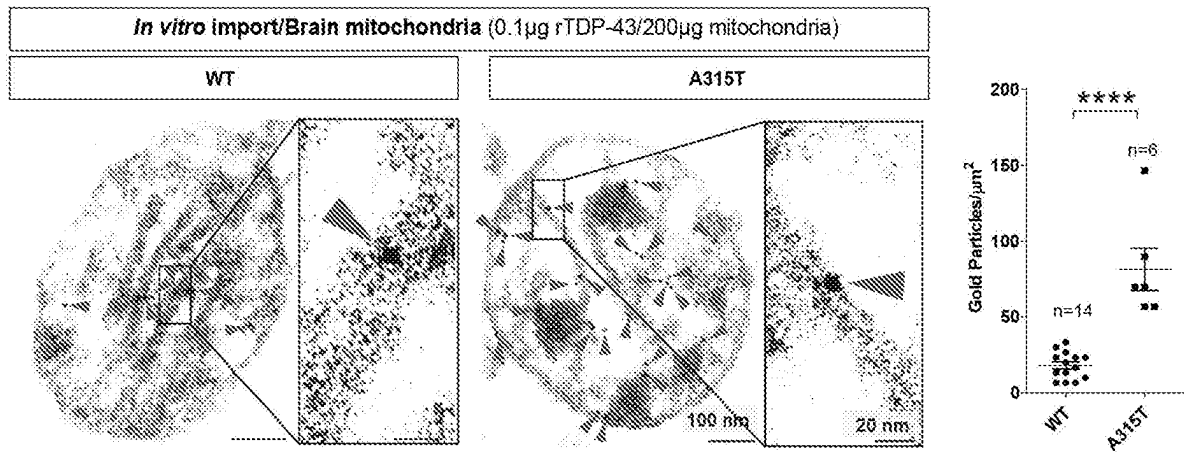 In vitro import/Brain mitochondria (0.1µg rTDP-43/200µg mitochondria)
WT
A315T
100 nm
20 nm
Gold Particles/µm²
200
150
100
50
0
****
n=14
n=6
WT
A315T